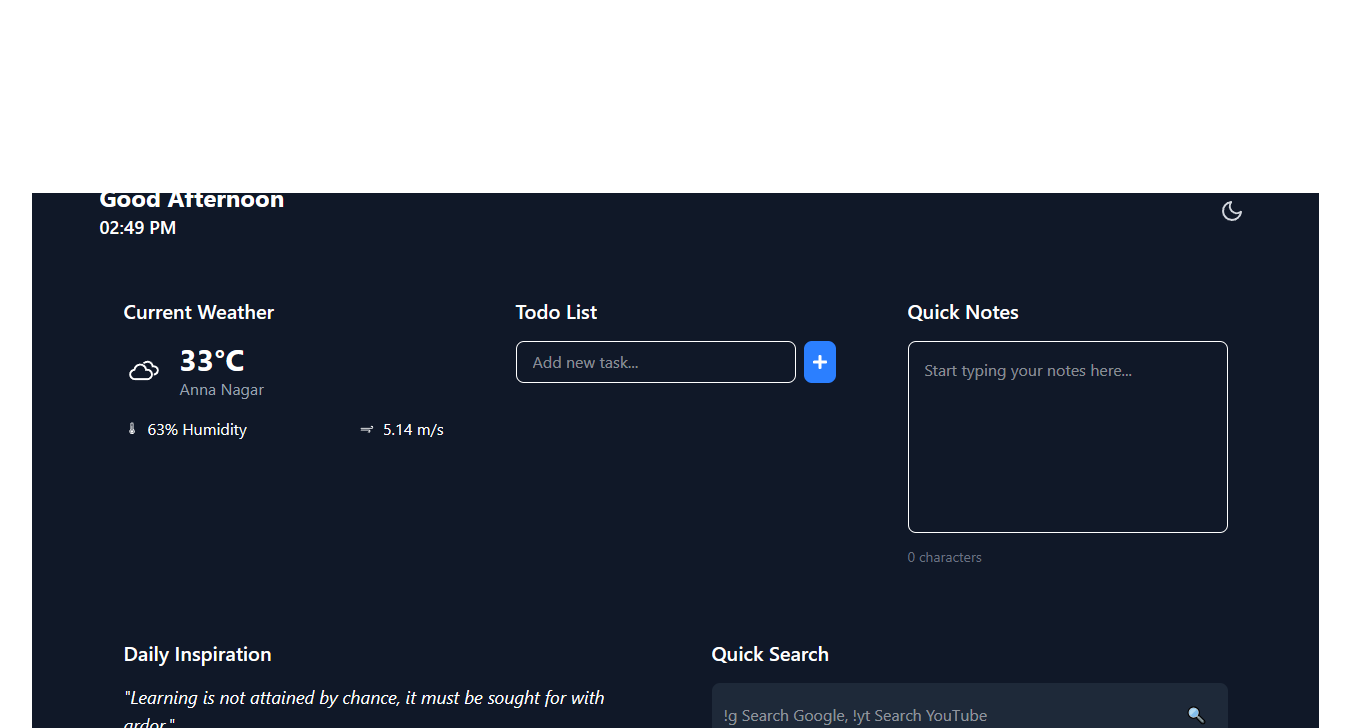 Good Afternoon
02:49 PM
Current Weather
33°C
Anna Nagar
63% Humidity
5.14 m/s
Todo List
Add new task...
Quick Notes
Start typing your notes here...
0 characters
Daily Inspiration
"Learning is not attained by chance, it must be sought for with
ardor."
Quick Search
!g Search Google, !yt Search YouTube